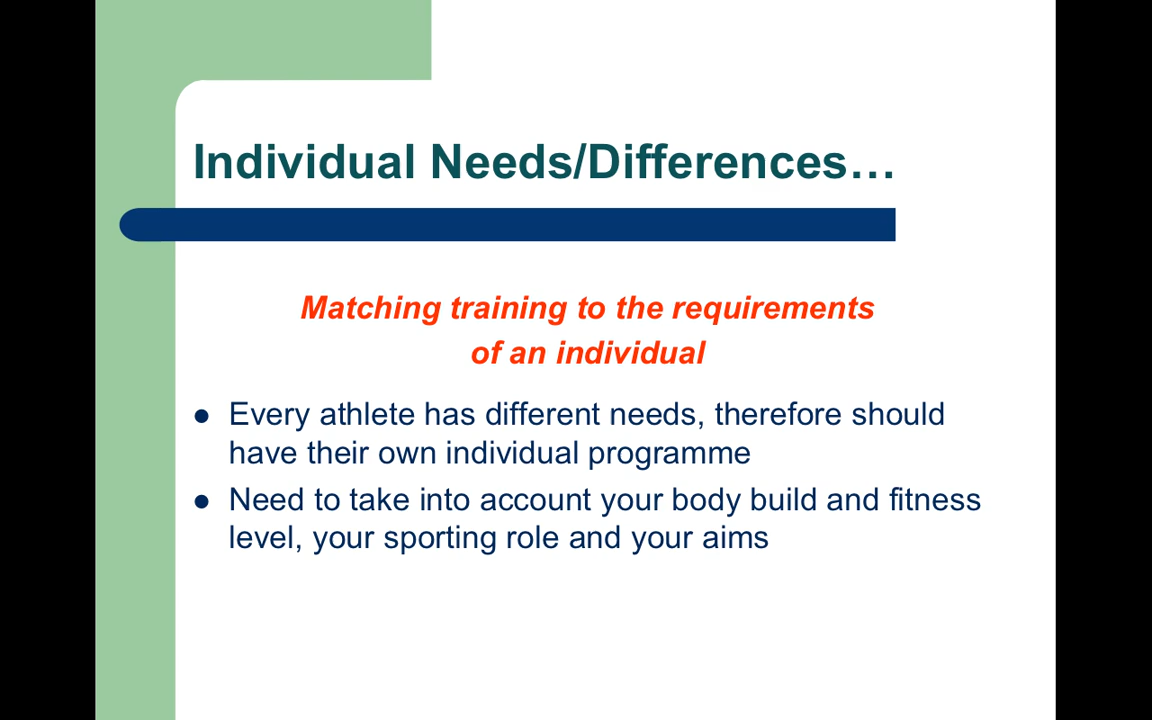 Individual Needs/Differences…
Matching training to the requirements
of an individual
Every athlete has different needs, therefore should
have their own individual programme
Need to take into account your body build and fitness
level, your sporting role and your aims